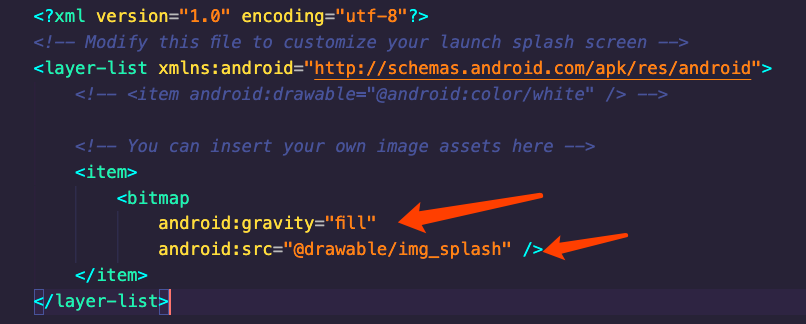 <?xml version="1.0" encoding="utf-8"?>
<!-- Modify this file to customize your launch splash screen -->
<layer-list xmlns:android="http://schemas.android.com/apk/res/android">
    <!-- <item android:drawable="@android:color/white" /> -->

    <!-- You can insert your own image assets here -->
    <item>
        <bitmap
            android:gravity="fill"
            android:src="@drawable/img_splash" />
    </item>
</layer-list>